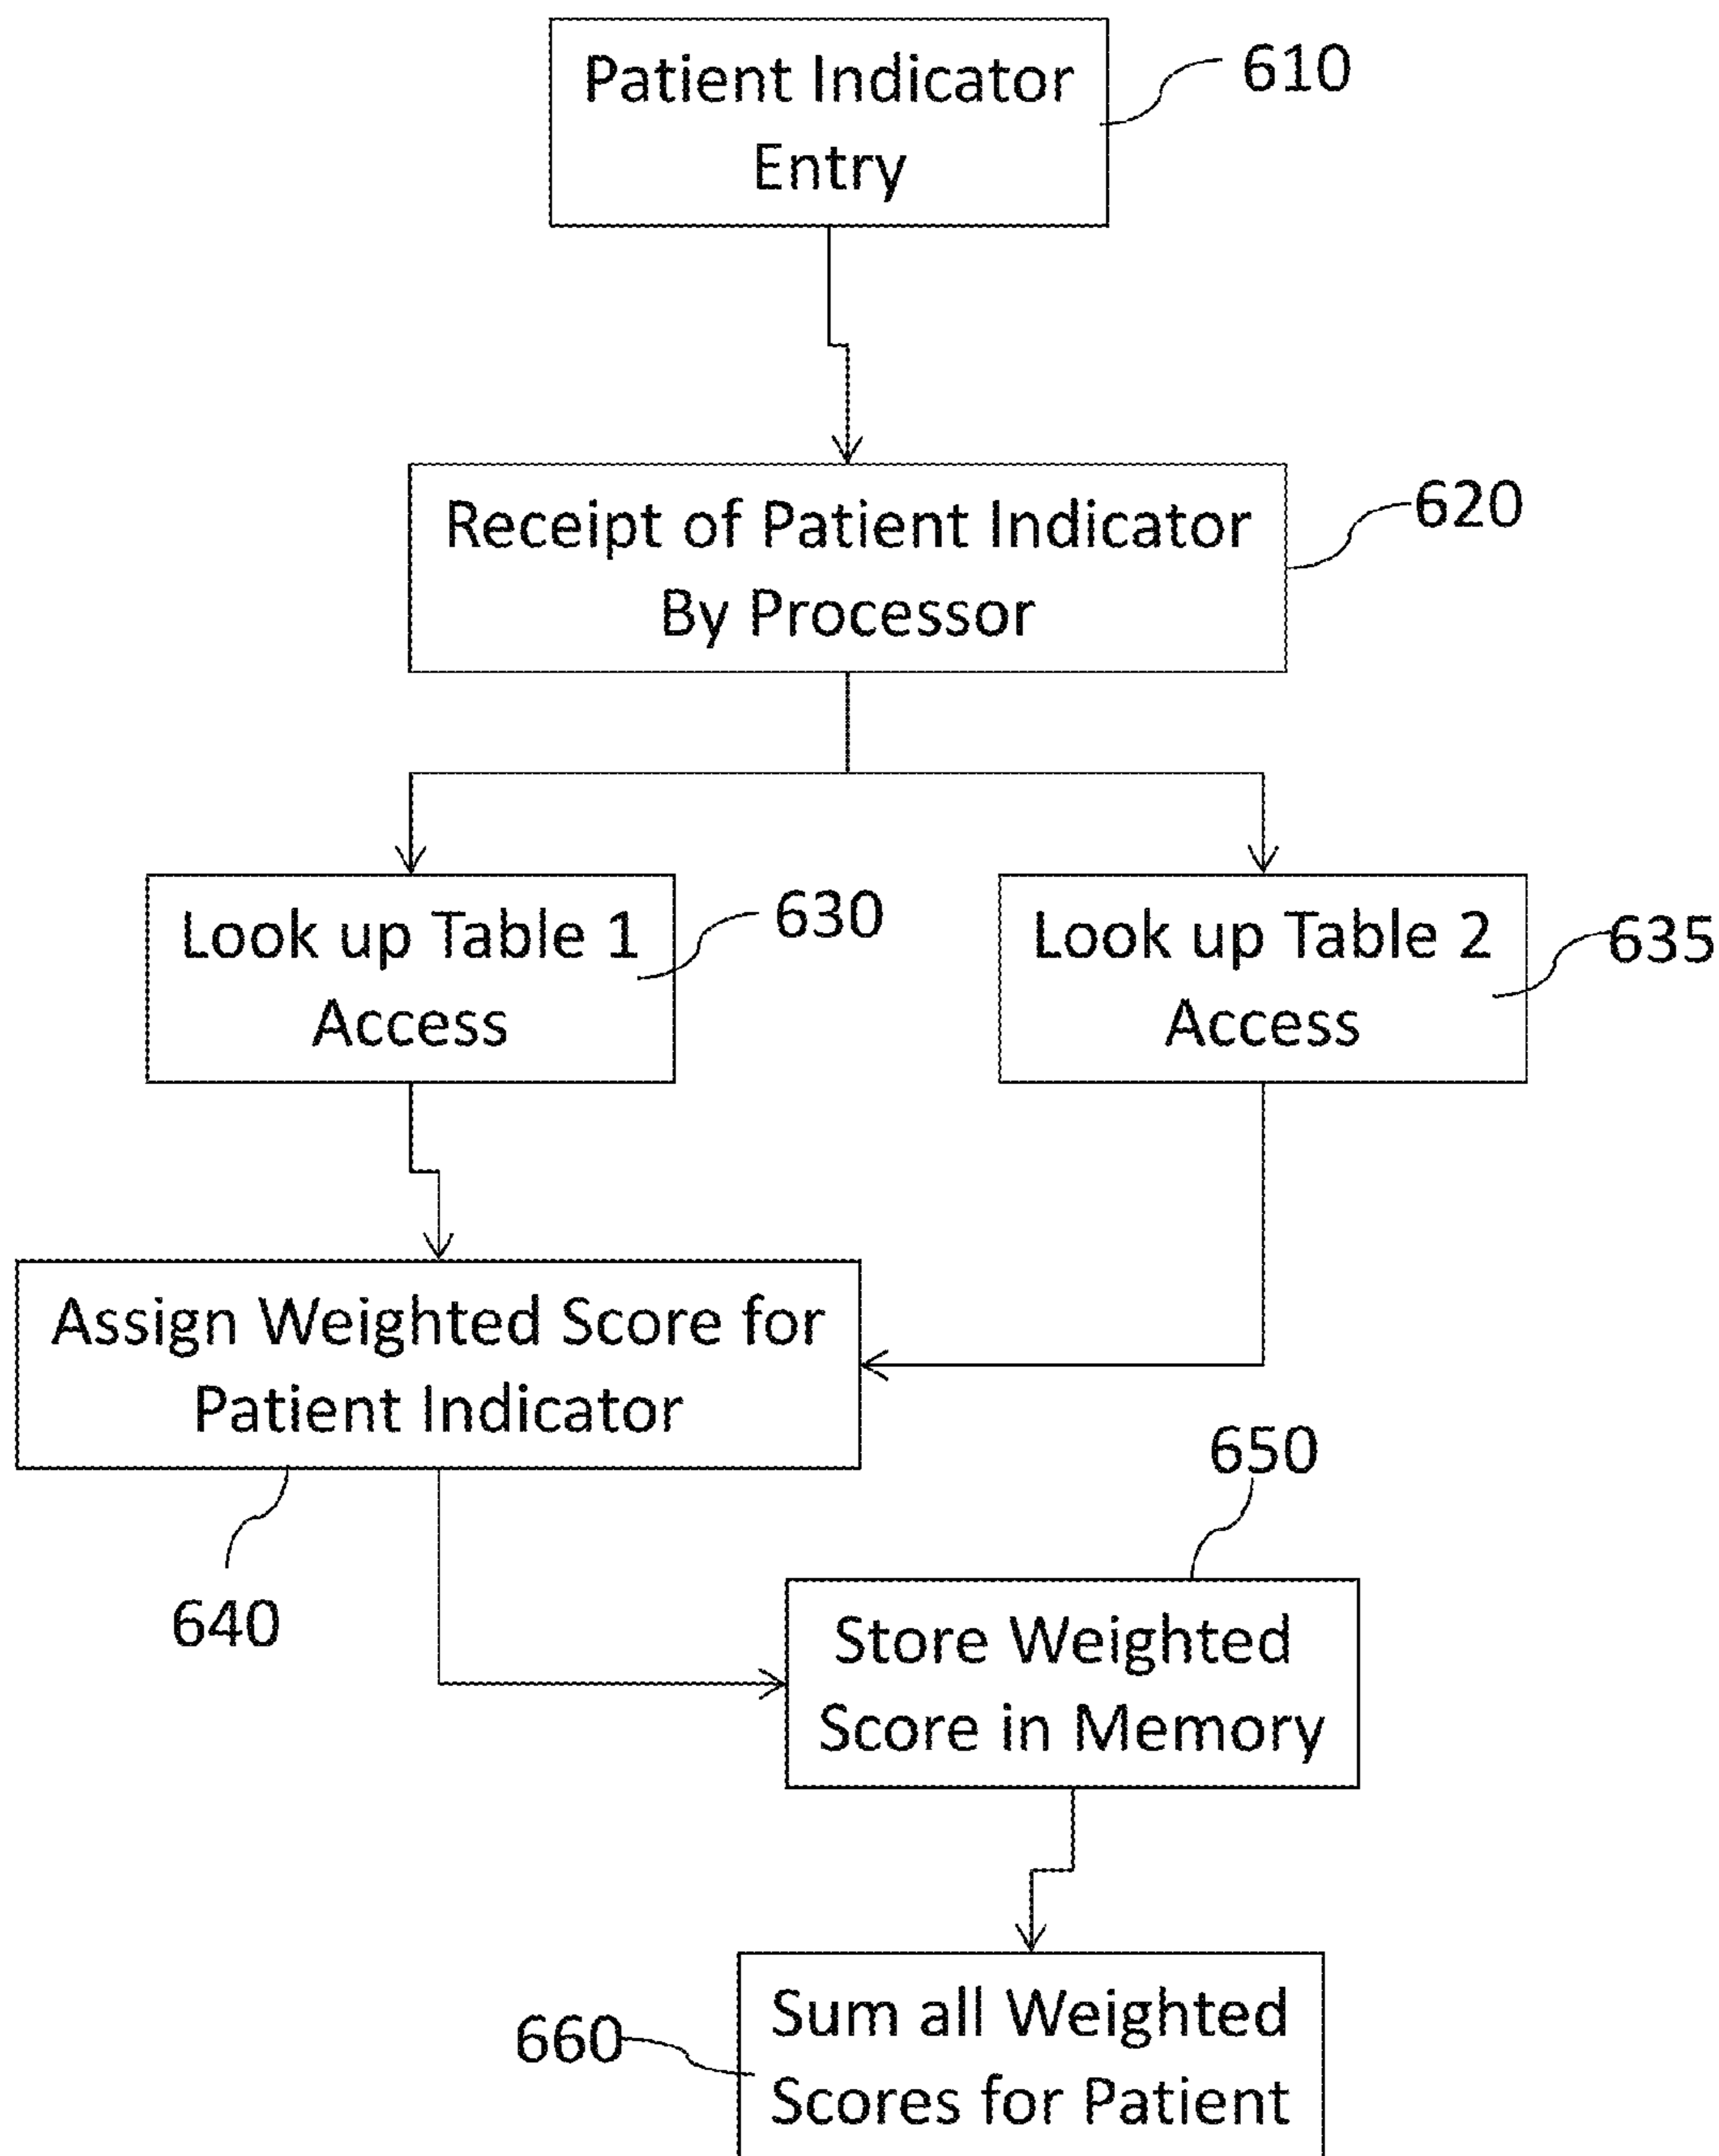 Patient Indicator
Entry
610
Receipt of Patient Indicator
By Processor
620
Look up Table 1
Access
630
Look up Table 2
Access
635
Assign Weighted Score for
Patient Indicator
640
650
Store Weighted
Score in Memory
660
Sum all Weighted
Scores for Patient